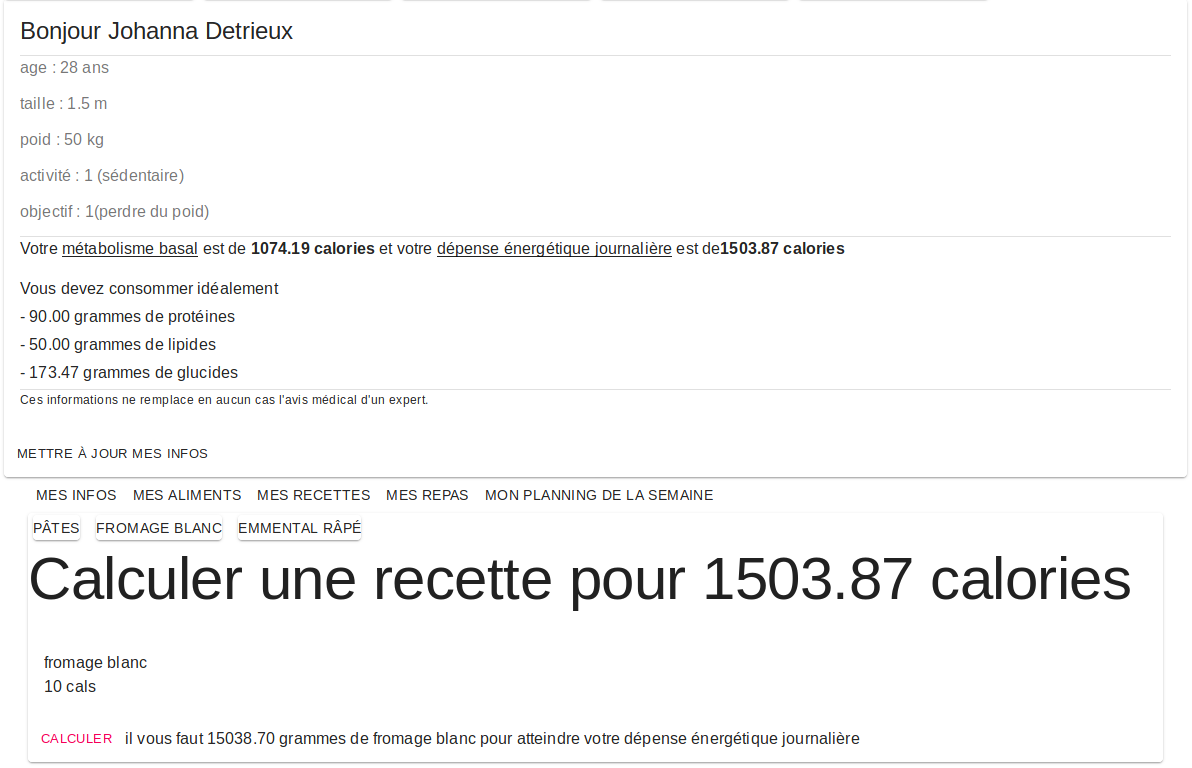 Bonjour Johanna Detrieux
age : 28 ans
taille : 1.5 m
poid : 50 kg
activité : 1 (sédentaire)
objectif : 1(perdre du poid)
Votre métabolisme basal est de 1074.19 calories et votre dépense énergétique journalière est de1503.87 calories
Vous devez consommer idéalement
- 90.00 grammes de protéines
- 50.00 grammes de lipides
- 173.47 grammes de glucides
Ces informations ne remplace en aucun cas l'avis médical d'un expert.
METTRE À JOUR MES INFOS
MES INFOS MES ALIMENTS MES RECETTES MES REPAS MON PLANNING DE LA SEMAINE
PÂTES FROMAGE BLANC EMMENTAL RÂPÉ
Calculer une recette pour 1503.87 calories
fromage blanc
10 cals
CALCULER il vous faut 15038.70 grammes de fromage blanc pour atteindre votre dépense énergétique journalière